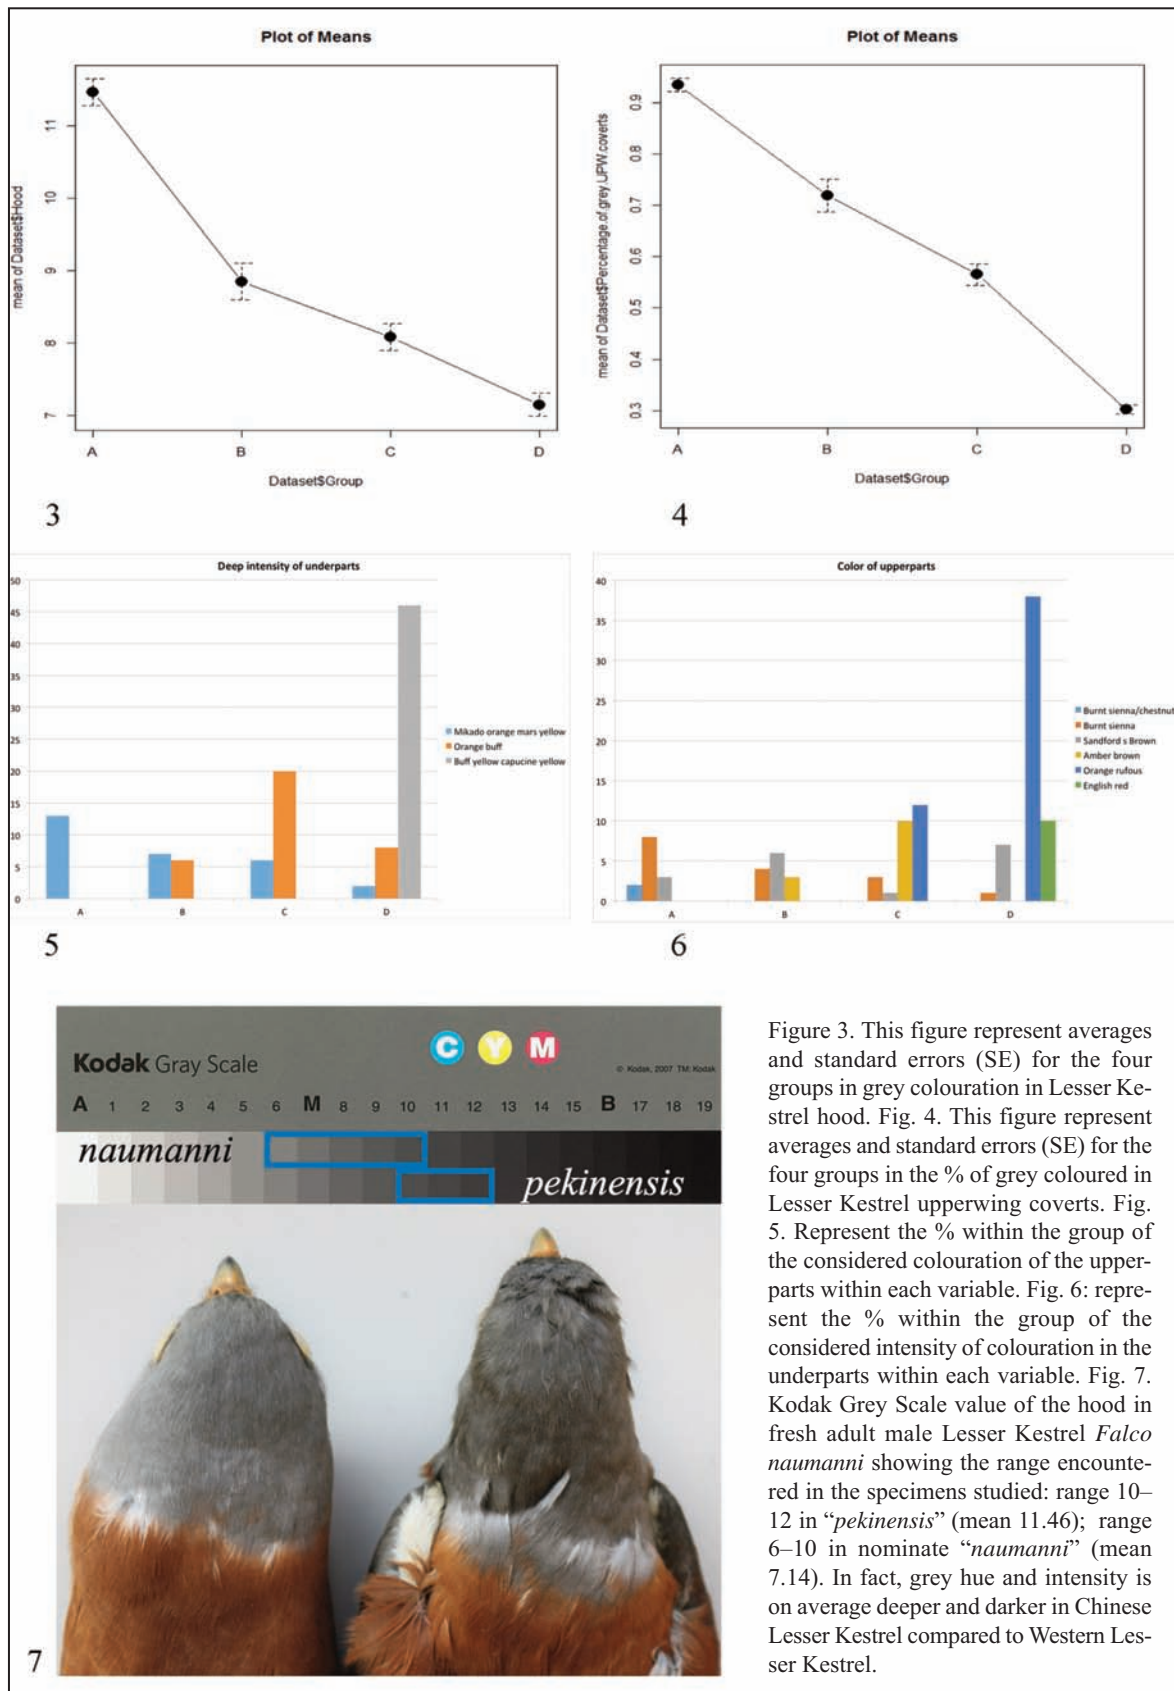 Plot of Means
mean of Dataset$Hood
11
10
9
8
7
A B C D
Dataset$Group
3
Plot of Means
mean of Dataset$Percentage.of.grey.UPW.coverts
0.9
0.8
0.7
0.6
0.5
0.4
0.3
A B C D
Dataset$Group
4
Deep intensity of underparts
50
45
40
35
30
25
20
15
10
5
0
A B C D
Mikado orange mars yellow
Orange buff
Buff yellow capucine yellow
5
Color of upperparts
40
35
30
25
20
15
10
5
0
A B C D
Burnt sienna/chestnut
Burnt sienna
Sandford s Brown
Amber brown
Orange rufous
English red
6
Kodak Gray Scale
C Y M
© Kodak, 2007 TM: Kodak
A 1 2 3 4 5 6 M 8 9 10 11 12 13 14 15 B 17 18 19
naumanni
pekinensis
7
Figure 3. This figure represent averages
and standard errors (SE) for the four
groups in grey colouration in Lesser Ke-
strel hood. Fig. 4. This figure represent
averages and standard errors (SE) for the
four groups in the % of grey coloured in
Lesser Kestrel upperwing coverts. Fig.
5. Represent the % within the group of
the considered colouration of the upper-
parts within each variable. Fig. 6: repre-
sent the % within the group of the
considered intensity of colouration in the
underparts within each variable. Fig. 7.
Kodak Grey Scale value of the hood in
fresh adult male Lesser Kestrel Falco
naumanni showing the range encounte-
red in the specimens studied: range 10–
12 in “pekinensis” (mean 11.46); range
6–10 in nominate “naumanni” (mean
7.14). In fact, grey hue and intensity is
on average deeper and darker in Chinese
Lesser Kestrel compared to Western Les-
ser Kestrel.